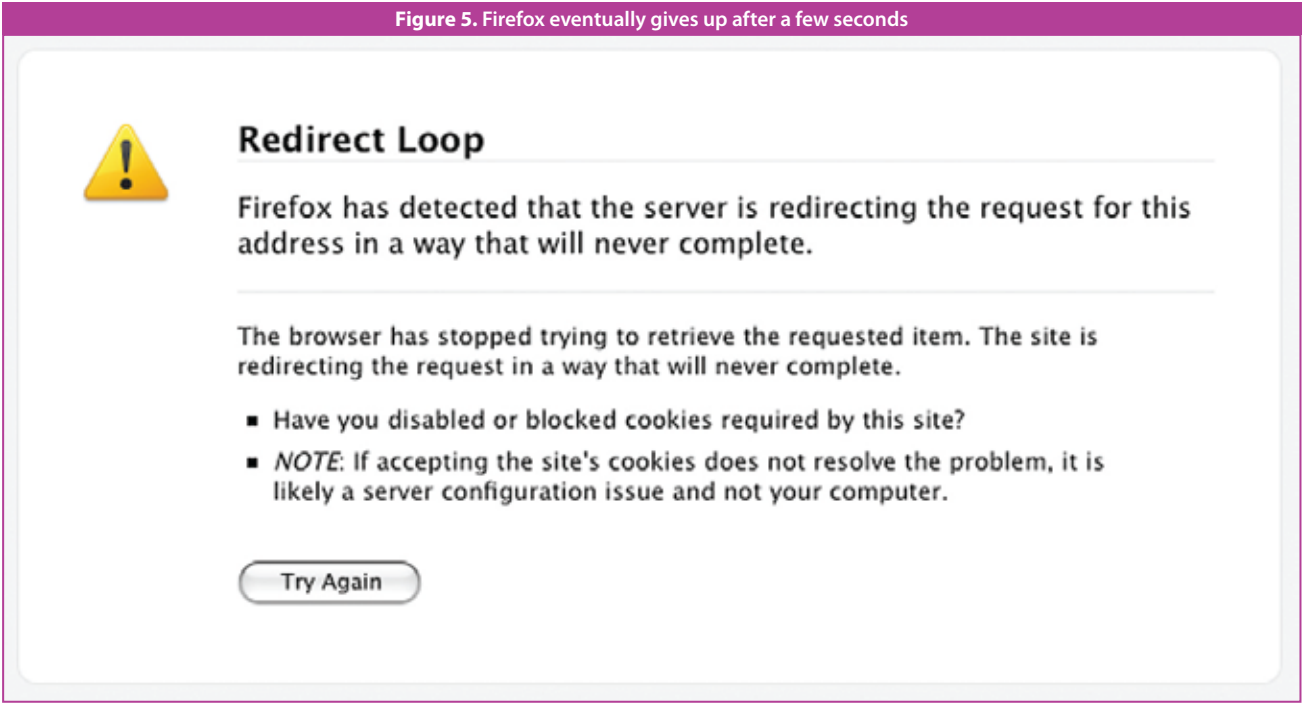 Figure 5. Firefox eventually gives up after a few seconds
Redirect Loop
Firefox has detected that the server is redirecting the request for this
address in a way that will never complete.
The browser has stopped trying to retrieve the requested item. The site is
redirecting the request in a way that will never complete.
▪ Have you disabled or blocked cookies required by this site?
▪ NOTE: If accepting the site's cookies does not resolve the problem, it is
likely a server configuration issue and not your computer.
Try Again